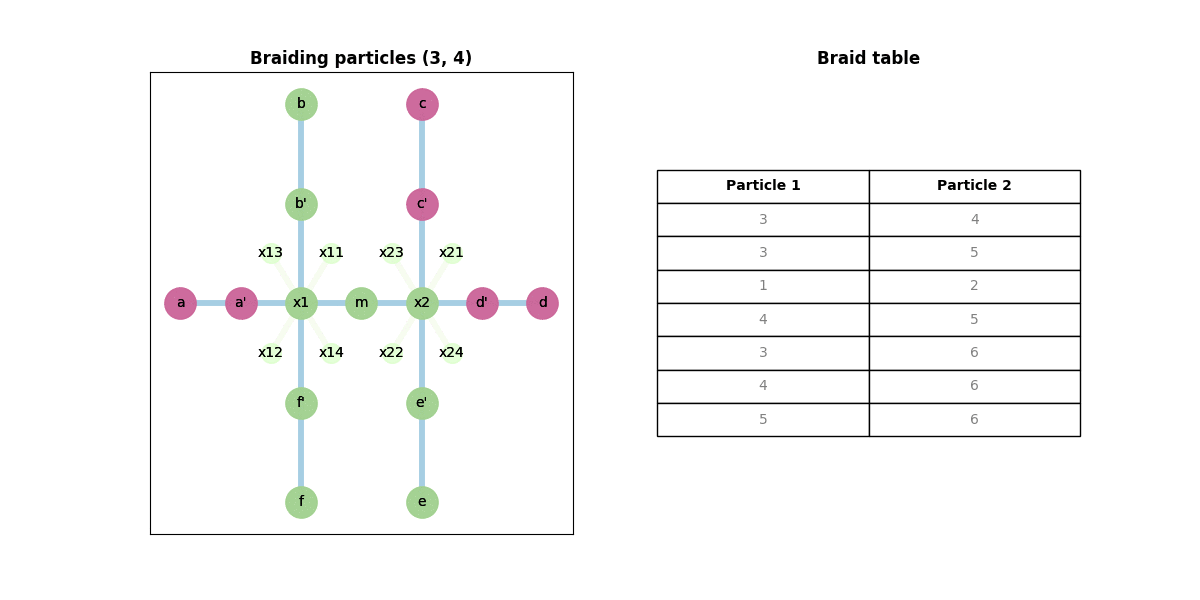 Braiding particles (3, 4)
b c
b' c'
x13 x11 x23 x21
a a' x1 m x2 d' d
x12 x14 x22 x24
f' e'
f e
Braid table
Particle 1 Particle 2
3 4
3 5
1 2
4 5
3 6
4 6
5 6